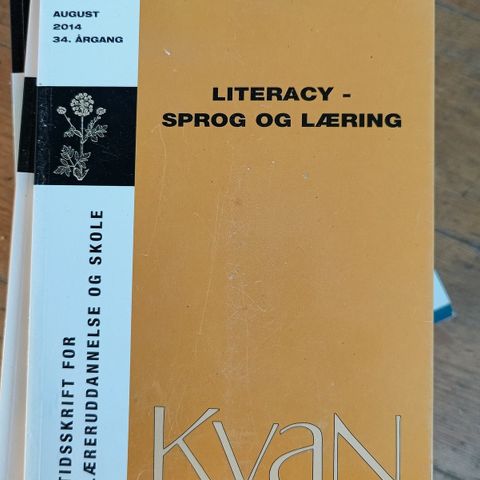 AUGUST
2014
34. ÅRGANG
LITERACY -
SPROG OG LÆRING
TIDSSKRIFT FOR
LÆRERUDDANNELSE OG SKOLE
KvaN